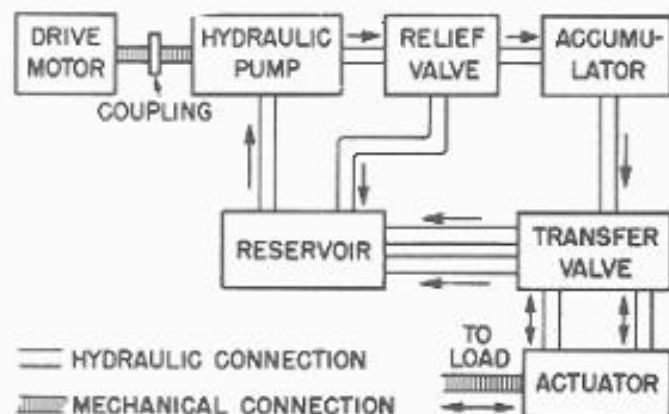 DRIVE
MOTOR
HYDRAULIC
PUMP
RELIEF
VALVE
ACCUMU-
LATOR
COUPLING
RESERVOIR
TRANSFER
VALVE
TO
LOAD
ACTUATOR
HYDRAULIC CONNECTION
MECHANICAL CONNECTION